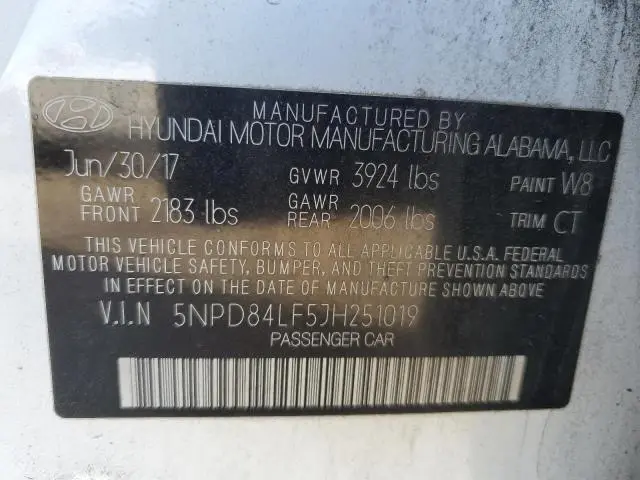 MANUFACTURED BY
HYUNDAI MOTOR MANUFACTURING ALABAMA, LLC
Jun/30/17 GVWR 3924 lbs PAINT W8
GAWR FRONT 2183 lbs GAWR REAR 2006 lbs TRIM CT
THIS VEHICLE CONFORMS TO ALL APPLICABLE U.S.A. FEDERAL
MOTOR VEHICLE SAFETY, BUMPER, AND THEFT PREVENTION STANDARDS
IN EFFECT ON THE DATE OF MANUFACTURE SHOWN ABOVE
V.I.N 5NPD84LF5JH251019
PASSENGER CAR